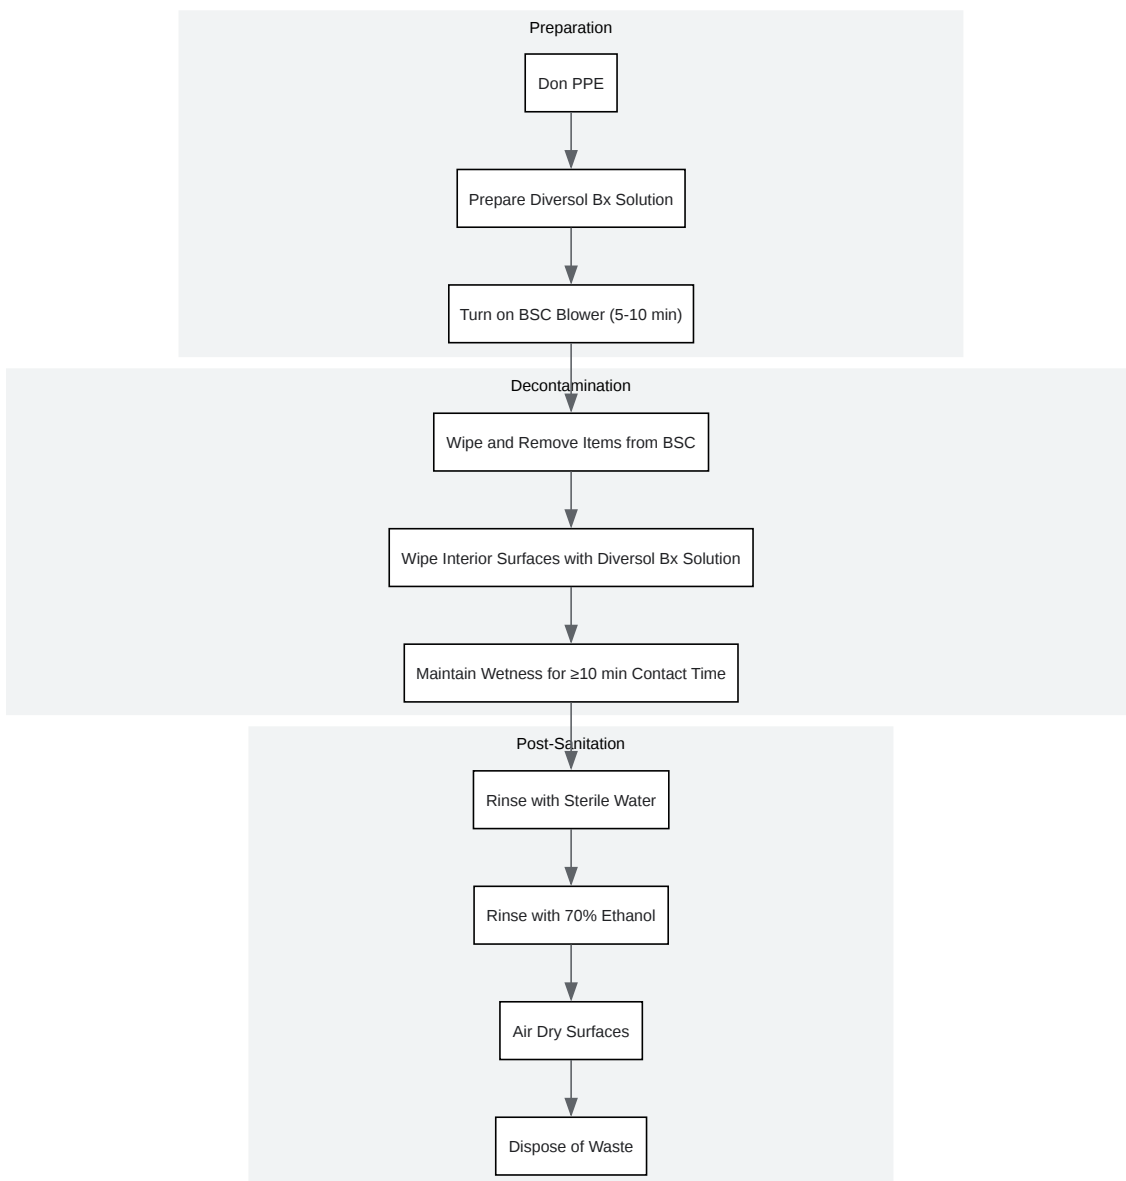 Preparation
Don PPE
Prepare Diversol Bx Solution
Turn on BSC Blower (5-10 min)
Decontamination
Wipe and Remove Items from BSC
Wipe Interior Surfaces with Diversol Bx Solution
Maintain Wetness for ≥10 min Contact Time
Post-Sanitation
Rinse with Sterile Water
Rinse with 70% Ethanol
Air Dry Surfaces
Dispose of Waste